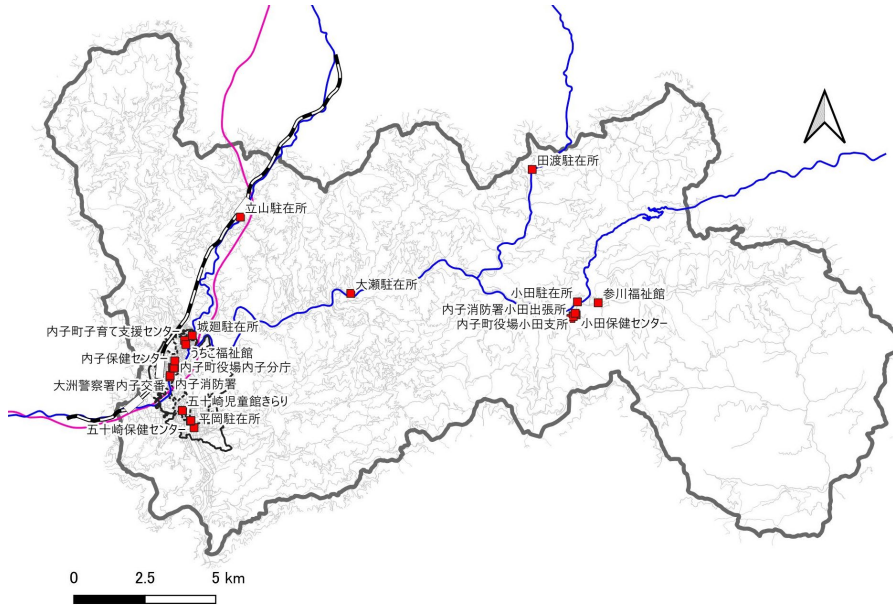 田渡駐在所
立山駐在所
大瀬駐在所
小田駐在所
参川福祉館
内子消防署小田出張所
内子町役場小田支所
小田保健センター
城廻駐在所
内子町子育て支援センター
うちこ福祉館
内子保健センター
内子町役場内子分庁
大洲警察署内子交番
内子消防署
五十崎児童館きらり
平岡駐在所
五十崎保健センター
0 2.5 5 km